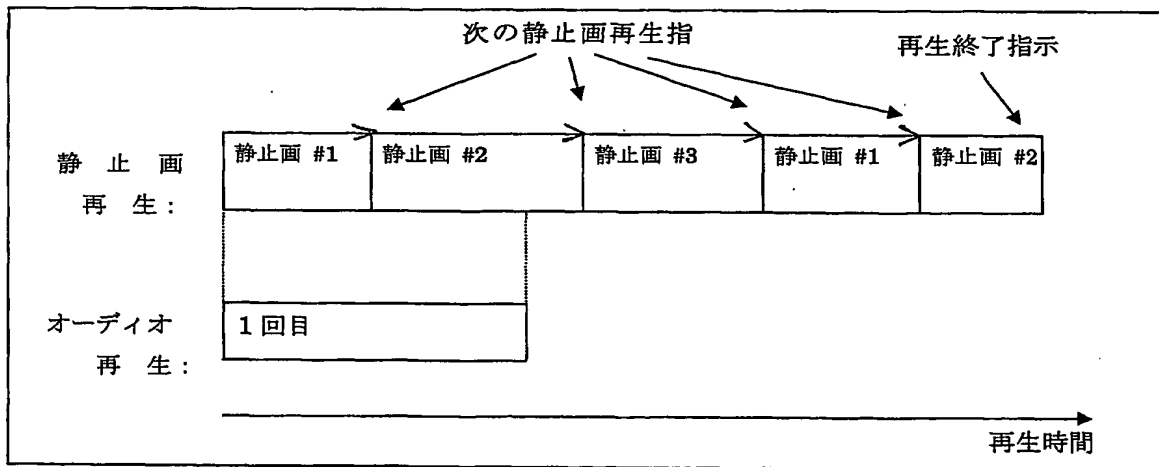 次の静止画再生指
再生終了指示
静止画
再生：
静止画 #1
静止画 #2
静止画 #3
静止画 #1
静止画 #2
オーディオ
再生：
1回目
再生時間